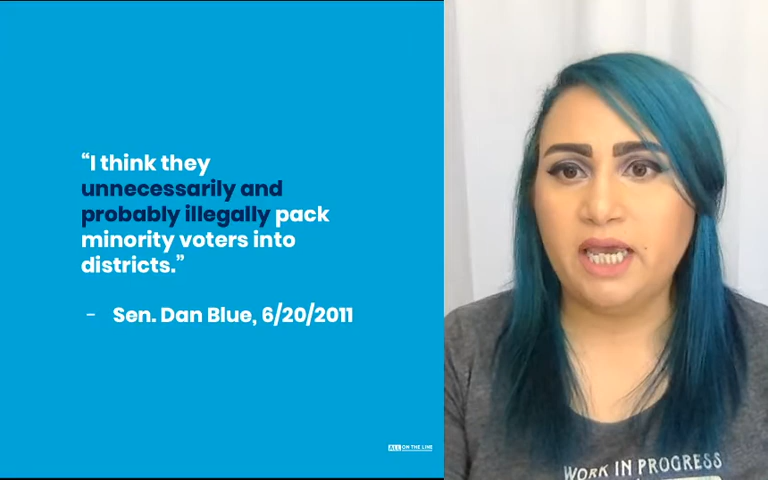 “I think they
unnecessarily and
probably illegally pack
minority voters into
districts.”
- Sen. Dan Blue, 6/20/2011
ALL ON THE LINE
WORK IN PROGRESS